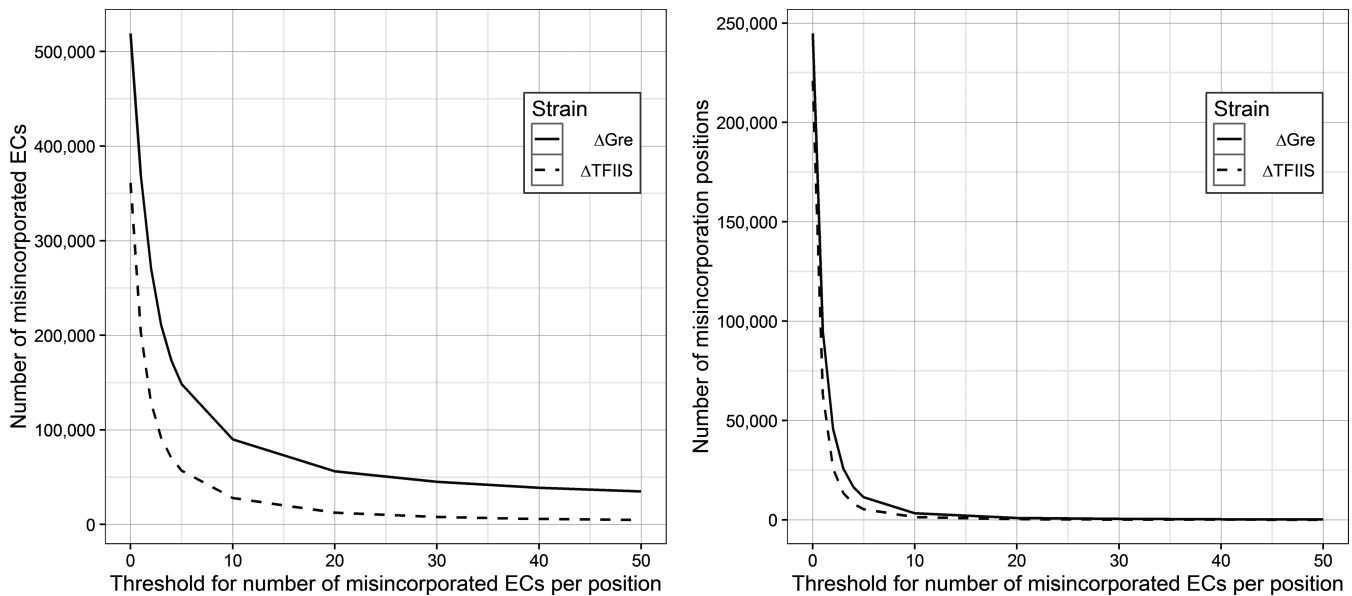 500,000
400,000
300,000
200,000
100,000
0
Number of misincorporated ECs
0 10 20 30 40 50
Threshold for number of misincorporated ECs per position
Strain
ΔGre
ΔTFIIS
250,000
200,000
150,000
100,000
50,000
0
Number of misincorporation positions
0 10 20 30 40 50
Threshold for number of misincorporated ECs per position
Strain
ΔGre
ΔTFIIS